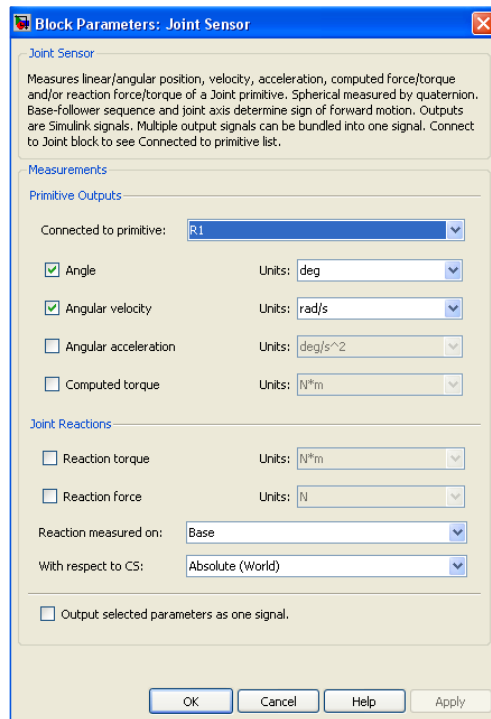 Block Parameters: Joint Sensor
Joint Sensor
Measures linear/angular position, velocity, acceleration, computed force/torque
and/or reaction force/torque of a Joint primitive. Spherical measured by quaternion.
Base-follower sequence and joint axis determine sign of forward motion. Outputs
are Simulink signals. Multiple output signals can be bundled into one signal. Connect
to Joint block to see Connected to primitive list.
Measurements
Primitive Outputs
Connected to primitive: R1
Angle Units: deg
Angular velocity Units: rad/s
Angular acceleration Units: deg/s^2
Computed torque Units: N*m
Joint Reactions
Reaction torque Units: N*m
Reaction force Units: N
Reaction measured on: Base
With respect to CS: Absolute (World)
Output selected parameters as one signal.
OK Cancel Help Apply